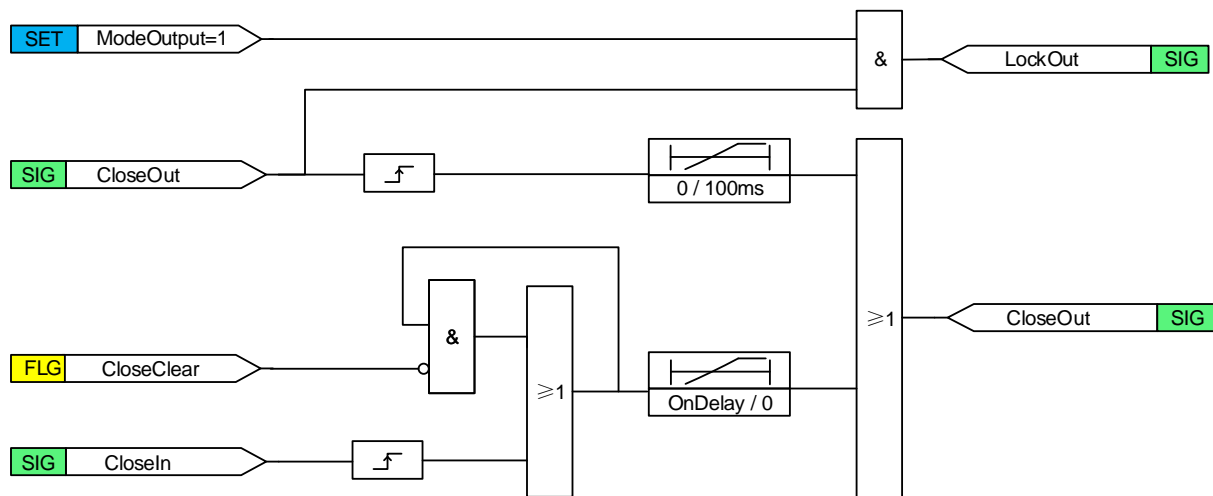 SET ModeOutput=1
&
LockOut SIG
SIG CloseOut
0 / 100ms
&
≥1
CloseOut SIG
FLG CloseClear
≥1
OnDelay / 0
SIG CloseIn